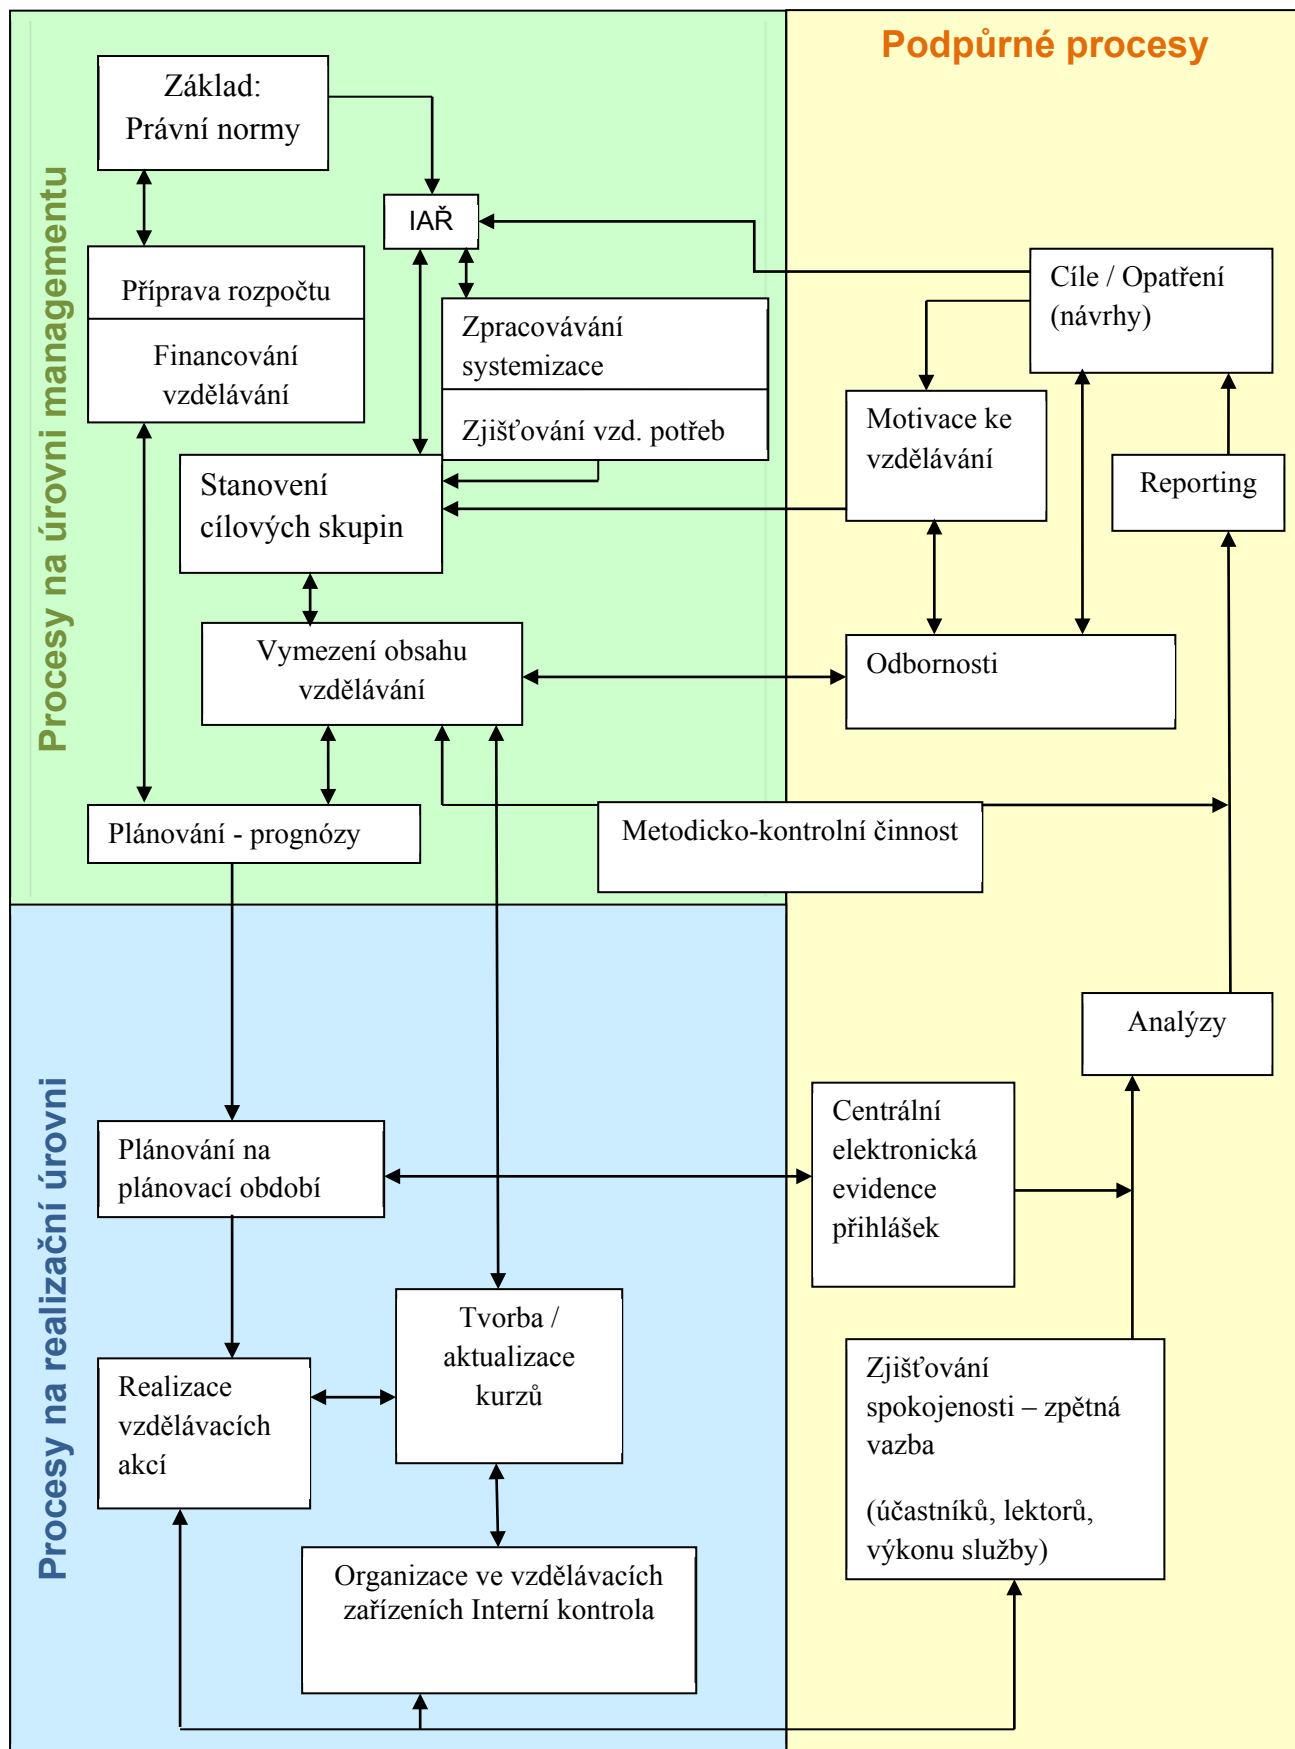 Podpůrné procesy
Procesy na úrovni managementu
Základ:
Právní normy
IAŘ
Příprava rozpočtu
Financování
vzdělávání
Zpracovávání
systemizace
Zjišťování vzd. potřeb
Cíle / Opatření
(návrhy)
Motivace ke
vzdělávání
Reporting
Stanovení
cílových skupin
Vymezení obsahu
vzdělávání
Odbornosti
Plánování - prognózy
Metodicko-kontrolní činnost
Procesy na realizační úrovni
Analýzy
Plánování na
plánovací období
Centrální
elektronická
evidence
přihlášek
Tvorba /
aktualizace
kurzů
Realizace
vzdělávacích
akcí
Zjišťování
spokojenosti – zpětná
vazba
(účastníků, lektorů,
výkonu služby)
Organizace ve vzdělávacích
zařízeních Interní kontrola